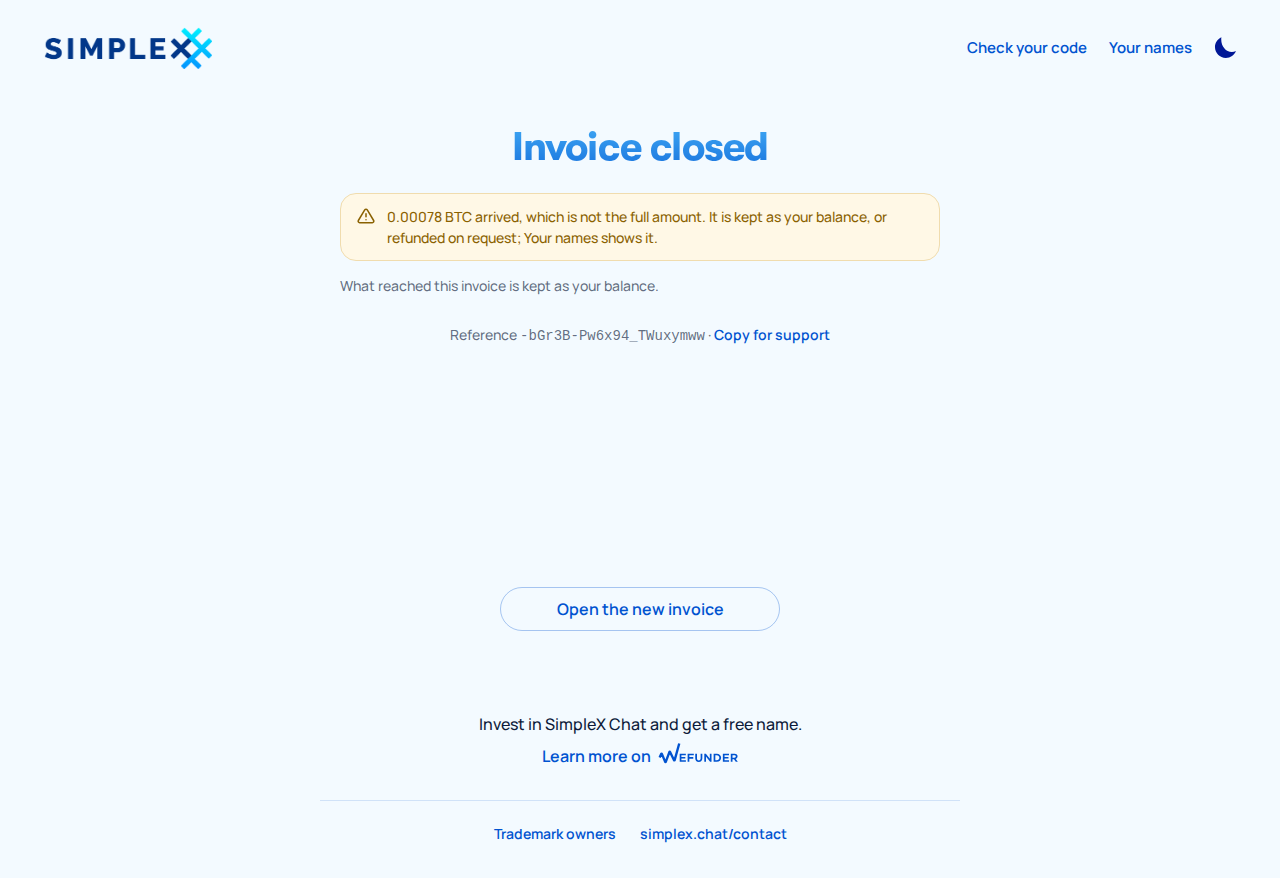 SIMPLEX
Check your code
Your names
Invoice closed
0.00078 BTC arrived, which is not the full amount. It is kept as your balance, or
refunded on request; Your names shows it.
What reached this invoice is kept as your balance.
Reference -bGr3B-Pw6x94_TWuxymww · Copy for support
Open the new invoice
Invest in SimpleX Chat and get a free name.
Learn more on WEFUNDER
Trademark owners
simplex.chat/contact